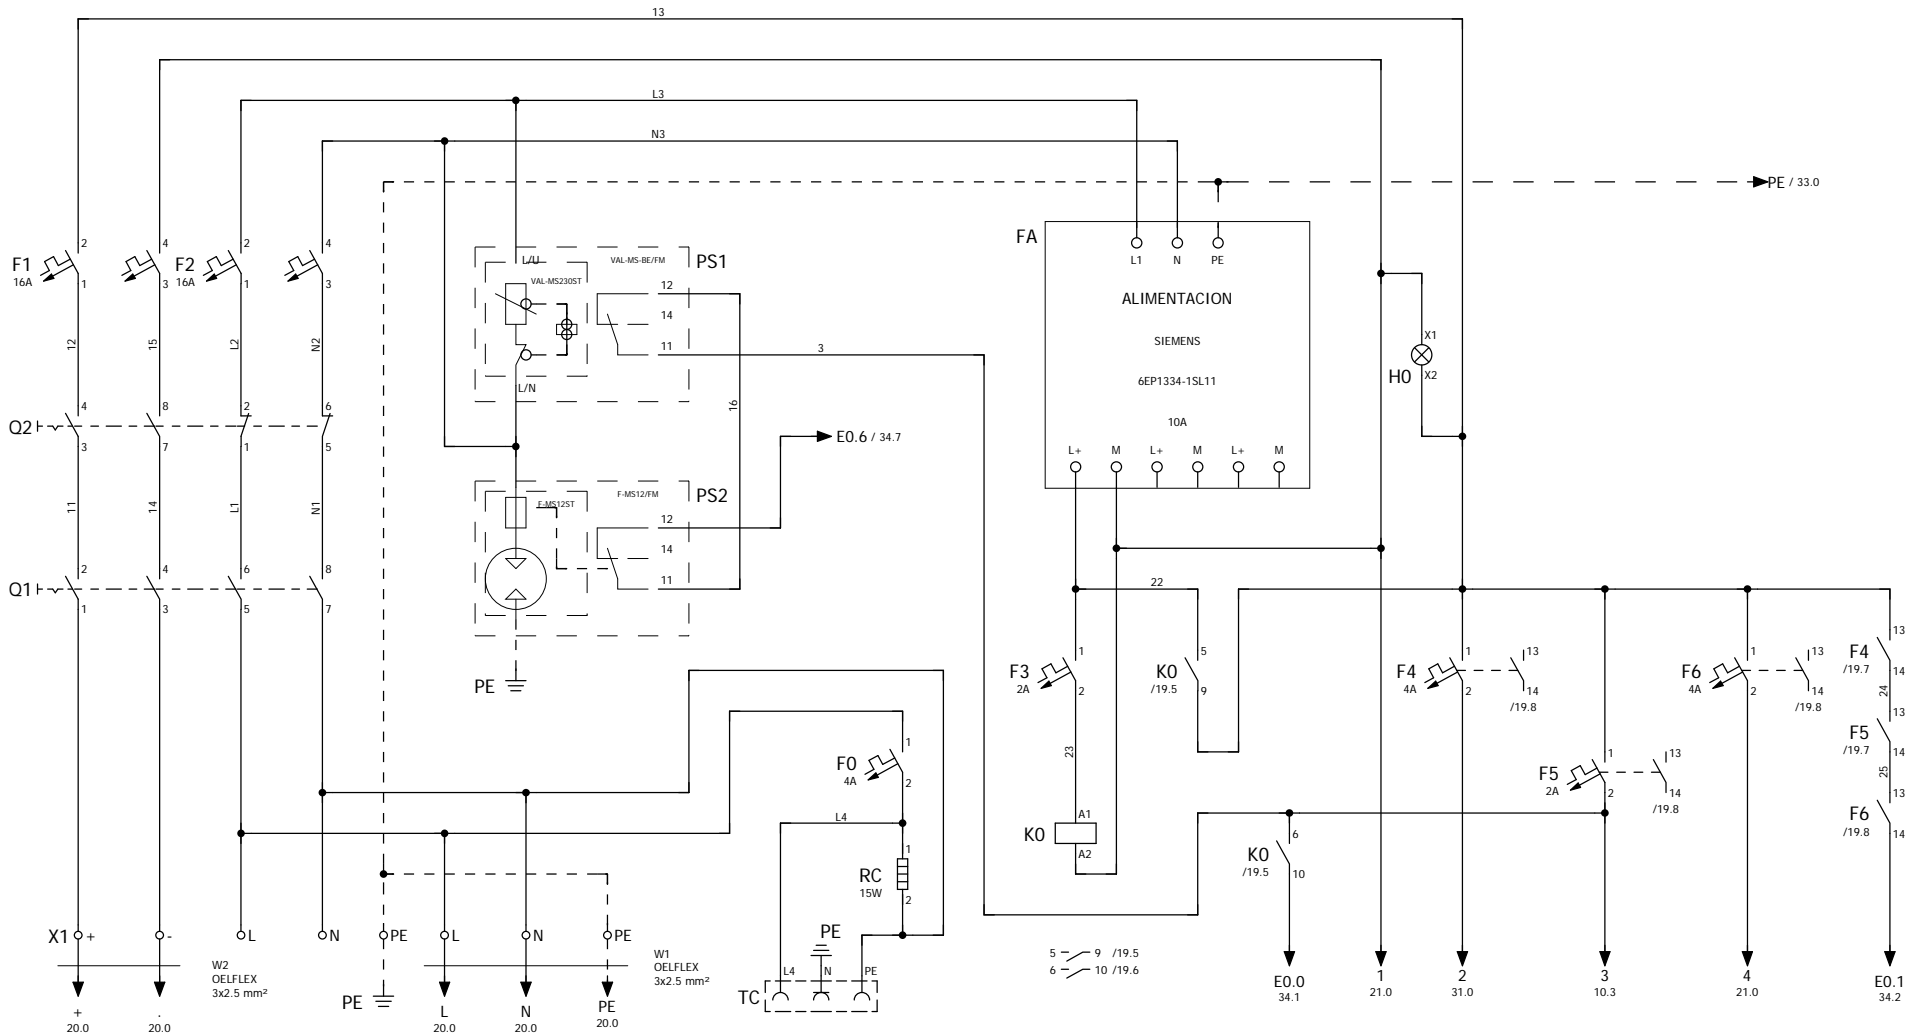 13
L3
N3
PE / 33.0
F1
16A
2
1
4
3
F2
16A
2
1
4
3
12
15
L2
N2
Q2
4
3
8
7
2
1
6
5
11
14
L1
N1
Q1
2
1
4
3
6
5
8
7
L/U
VAL-MS-BE/FM
PS1
VAL-MS230ST
12
14
11
L/N
3
16
E0.6 / 34.7
F-MS12/FM
PS2
F-MS12ST
12
14
11
PE
FA
L1
N
PE
ALIMENTACION
SIEMENS
6EP1334-1SL11
10A
L+
M
L+
M
L+
M
X1
H0
X2
22
F3
2A
1
2
K0
/19.5
5
9
23
K0
A1
A2
F4
4A
1
2
13
14
/19.8
F5
2A
1
2
13
14
/19.8
F6
4A
1
2
13
14
/19.8
F4
/19.7
13
14
24
F5
/19.7
13
14
25
F6
/19.8
13
14
K0
/19.5
6
10
F0
4A
1
2
L4
RC
15W
1
2
PE
L4
N
PE
TC
X1
+
-
L
N
PE
L
N
PE
W2
OELFLEX
3x2.5 mm²
W1
OELFLEX
3x2.5 mm²
PE
+
20.0
.
20.0
L
20.0
N
20.0
PE
20.0
5
9 /19.5
6
10 /19.6
E0.0
34.1
1
21.0
2
31.0
3
10.3
4
21.0
E0.1
34.2